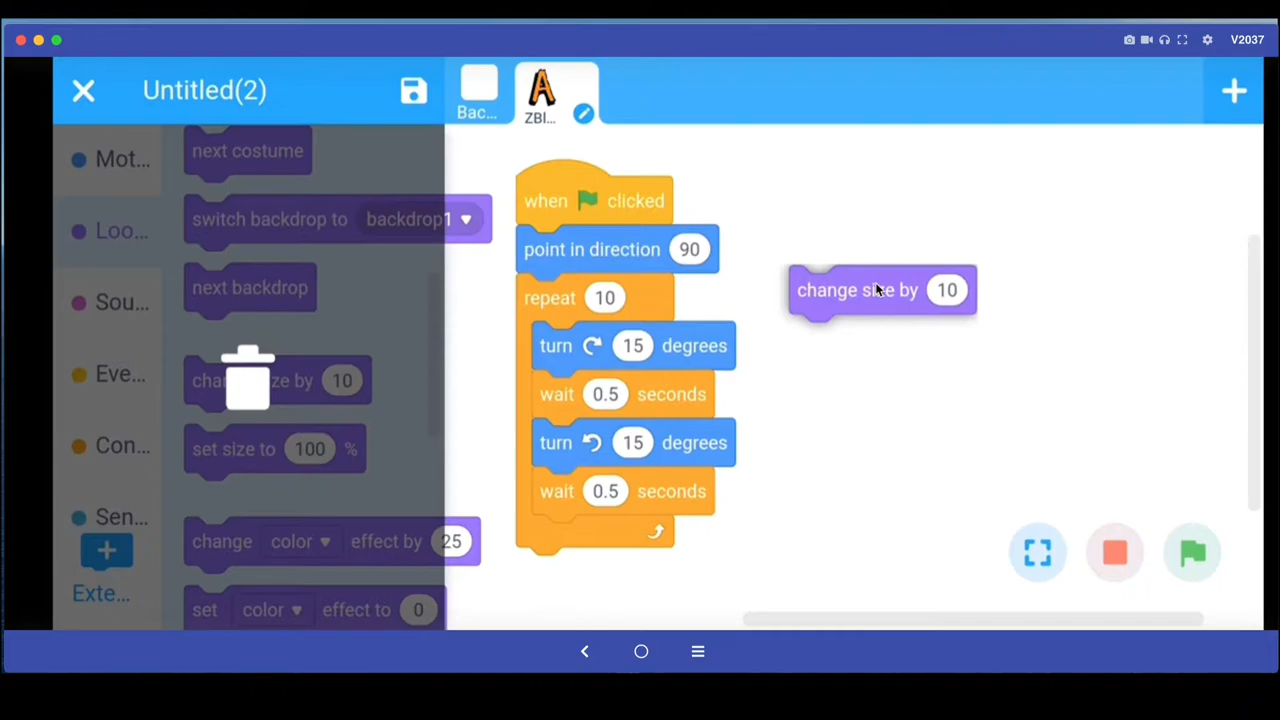 V2037
Untitled(2)
Bac...
ZBl...
Mot...
Loo...
Sou...
Eve...
Con...
Sen...
Exte...
next costume
switch backdrop to backdrop1
next backdrop
size by 10
set size to 100 %
change color effect by 25
set color effect to 0
when clicked
point in direction 90
repeat 10
turn 15 degrees
wait 0.5 seconds
turn 15 degrees
wait 0.5 seconds
change size by 10